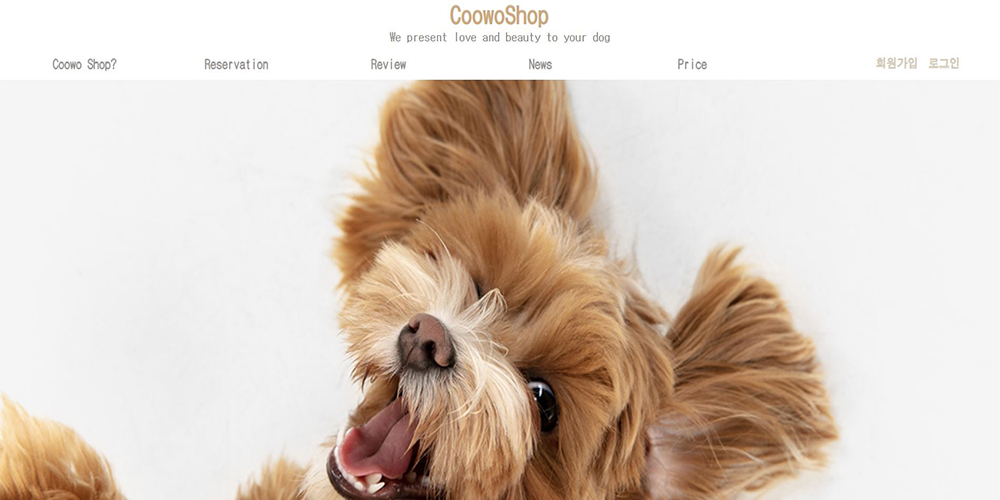 CoowoShop
We present love and beauty to your dog
Coowo Shop? Reservation Review News Price 회원가입 로그인